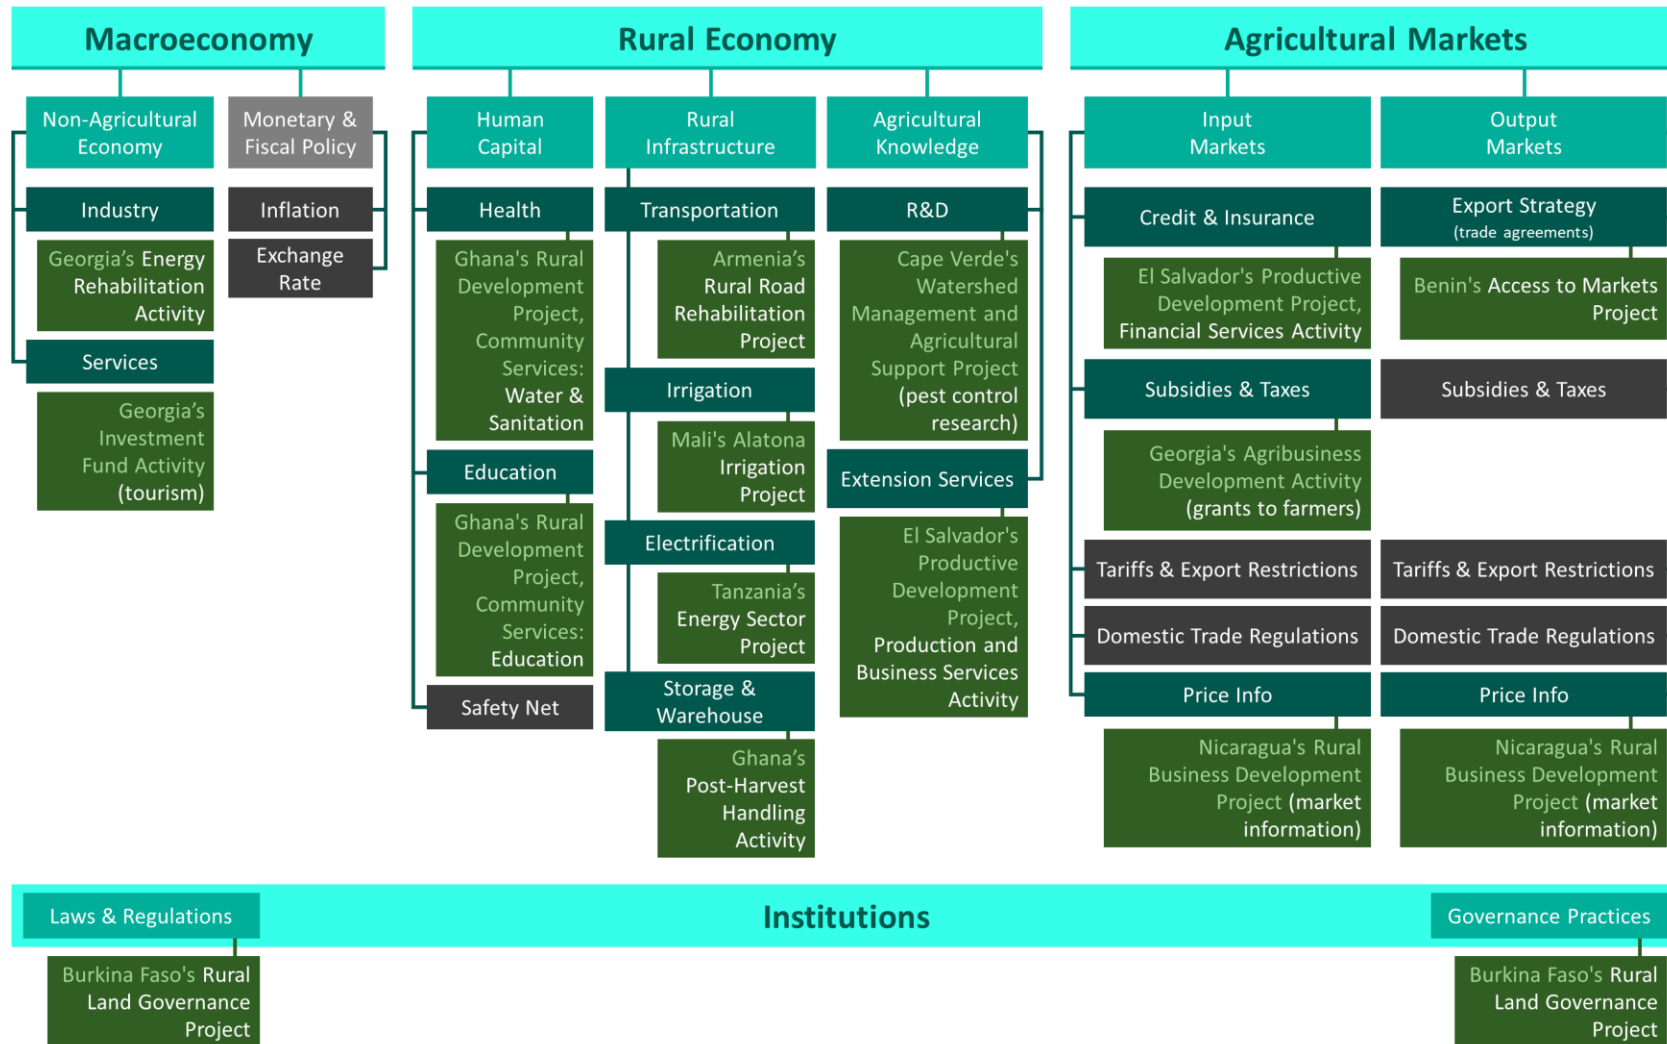 Macroeconomy
Non-Agricultural
Economy
Monetary &
Fiscal Policy
Industry
Georgia's Energy
Rehabilitation
Activity
Services
Georgia's
Investment
Fund Activity
(tourism)
Inflation
Exchange
Rate
Rural Economy
Human
Capital
Health
Ghana's Rural
Development
Project,
Community
Services:
Water &
Sanitation
Education
Ghana's Rural
Development
Project,
Community
Services:
Education
Safety Net
Rural
Infrastructure
Transportation
Armenia's
Rural Road
Rehabilitation
Project
Irrigation
Mali's Alatona
Irrigation
Project
Electrification
Tanzania's
Energy Sector
Project
Storage &
Warehouse
Ghana's
Post-Harvest
Handling
Activity
Agricultural
Knowledge
R&D
Cape Verde's
Watershed
Management and
Agricultural
Support Project
(pest control
research)
Extension Services
El Salvador's
Productive
Development
Project,
Production and
Business Services
Activity
Agricultural Markets
Input
Markets
Credit & Insurance
El Salvador's Productive
Development Project,
Financial Services Activity
Subsidies & Taxes
Georgia's Agribusiness
Development Activity
(grants to farmers)
Tariffs & Export Restrictions
Domestic Trade Regulations
Price Info
Nicaragua's Rural
Business Development
Project (market
information)
Output
Markets
Export Strategy
(trade agreements)
Benin's Access to Markets
Project
Subsidies & Taxes
Tariffs & Export Restrictions
Domestic Trade Regulations
Price Info
Nicaragua's Rural
Business Development
Project (market
information)
Institutions
Laws & Regulations
Burkina Faso's Rural
Land Governance
Project
Governance Practices
Burkina Faso's Rural
Land Governance
Project